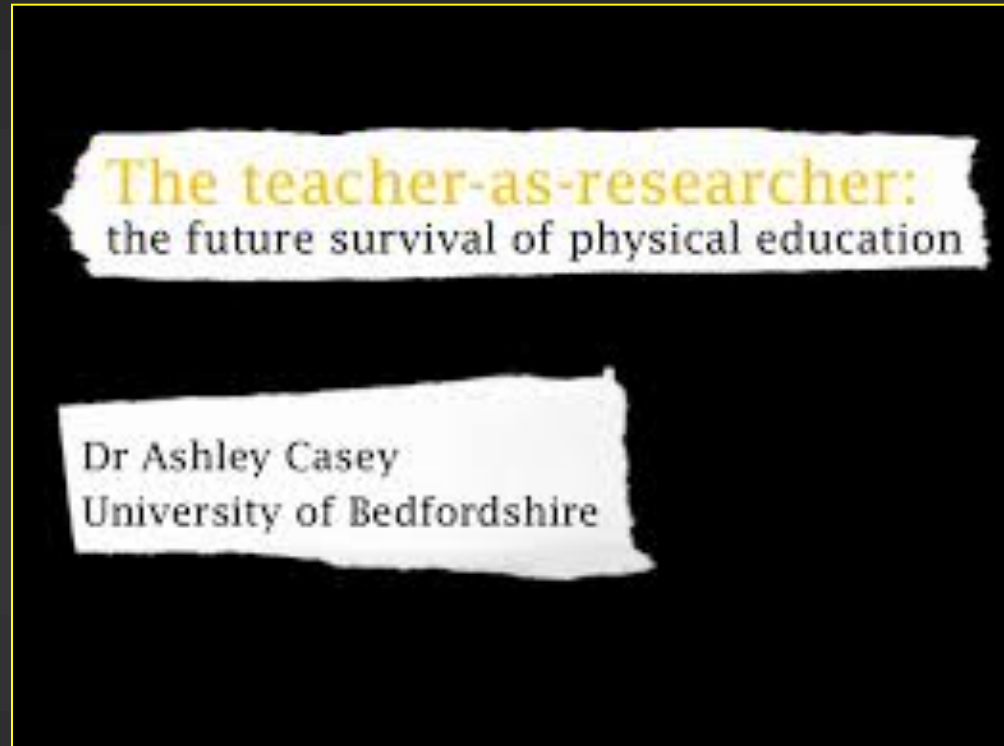 The teacher-as-researcher:
the future survival of physical education
Dr Ashley Casey
University of Bedfordshire